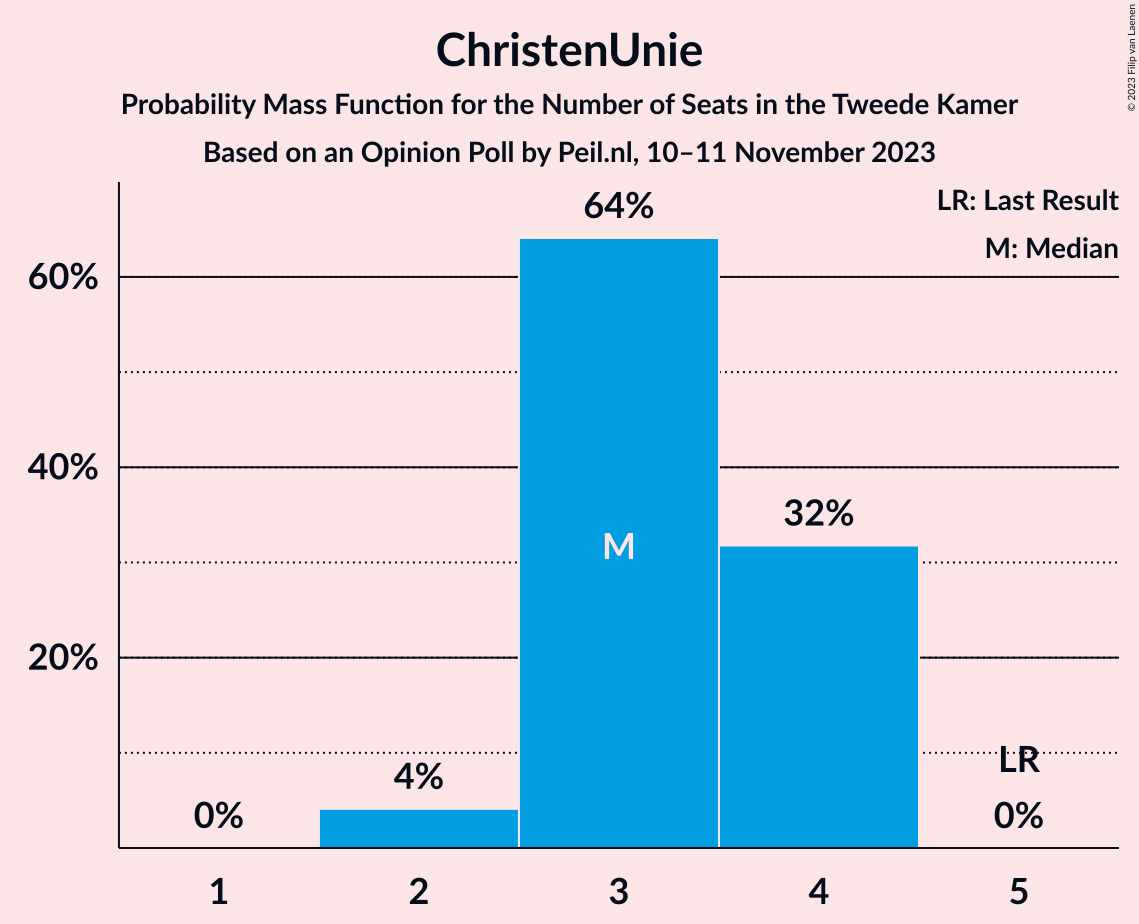 ChristenUnie
Probability Mass Function for the Number of Seats in the Tweede Kamer
Based on an Opinion Poll by Peil.nl, 10–11 November 2023
© 2023 Filip van Laenen
LR: Last Result
M: Median
64%
60%
40%
32%
M
20%
LR
4%
0%
0%
1 2 3 4 5